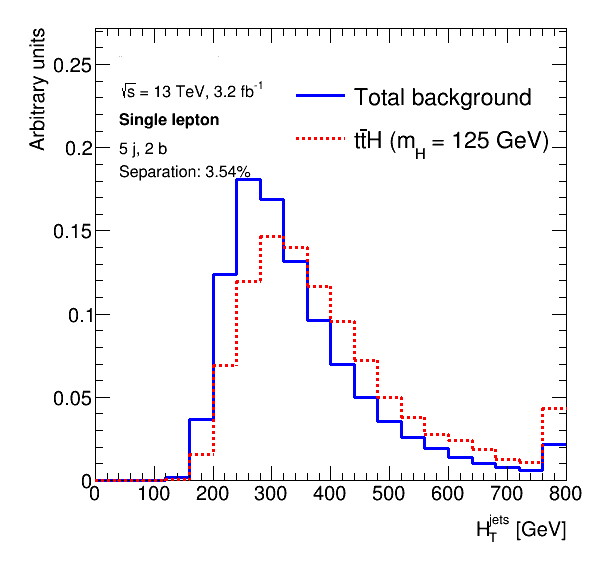 Arbitrary units
0.25
0.2
0.15
0.1
0.05
0
√s = 13 TeV, 3.2 fb⁻¹
Single lepton
5 j, 2 b
Separation: 3.54%
Total background
tt̄H (m_H = 125 GeV)
0 100 200 300 400 500 600 700 800
H_T^jets [GeV]